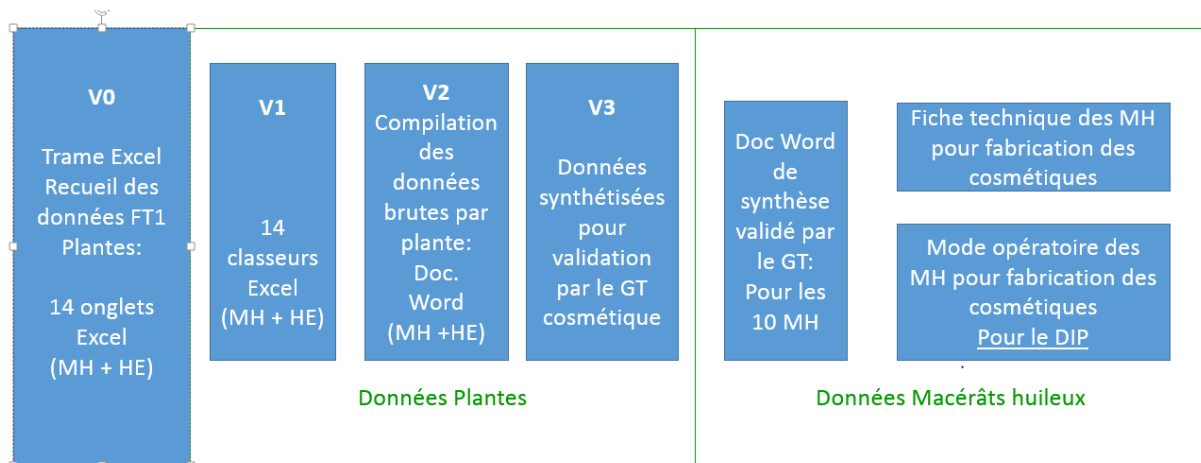 V0
Trame Excel
Recueil des
données FT1
Plantes:
14 onglets
Excel
(MH + HE)
V1
14
classeurs
Excel
(MH + HE)
V2
Compilation
des
données
brutes par
plante:
Doc.
Word
(MH +HE)
V3
Données
synthétisées
pour
validation
par le GT
cosmétique
Données Plantes
Doc Word
de
synthèse
validé par
le GT:
Pour les
10 MH
Fiche technique des MH
pour fabrication des
cosmétiques
Mode opératoire des
MH pour fabrication des
cosmétiques
Pour le DIP
Données Macérâts huileux